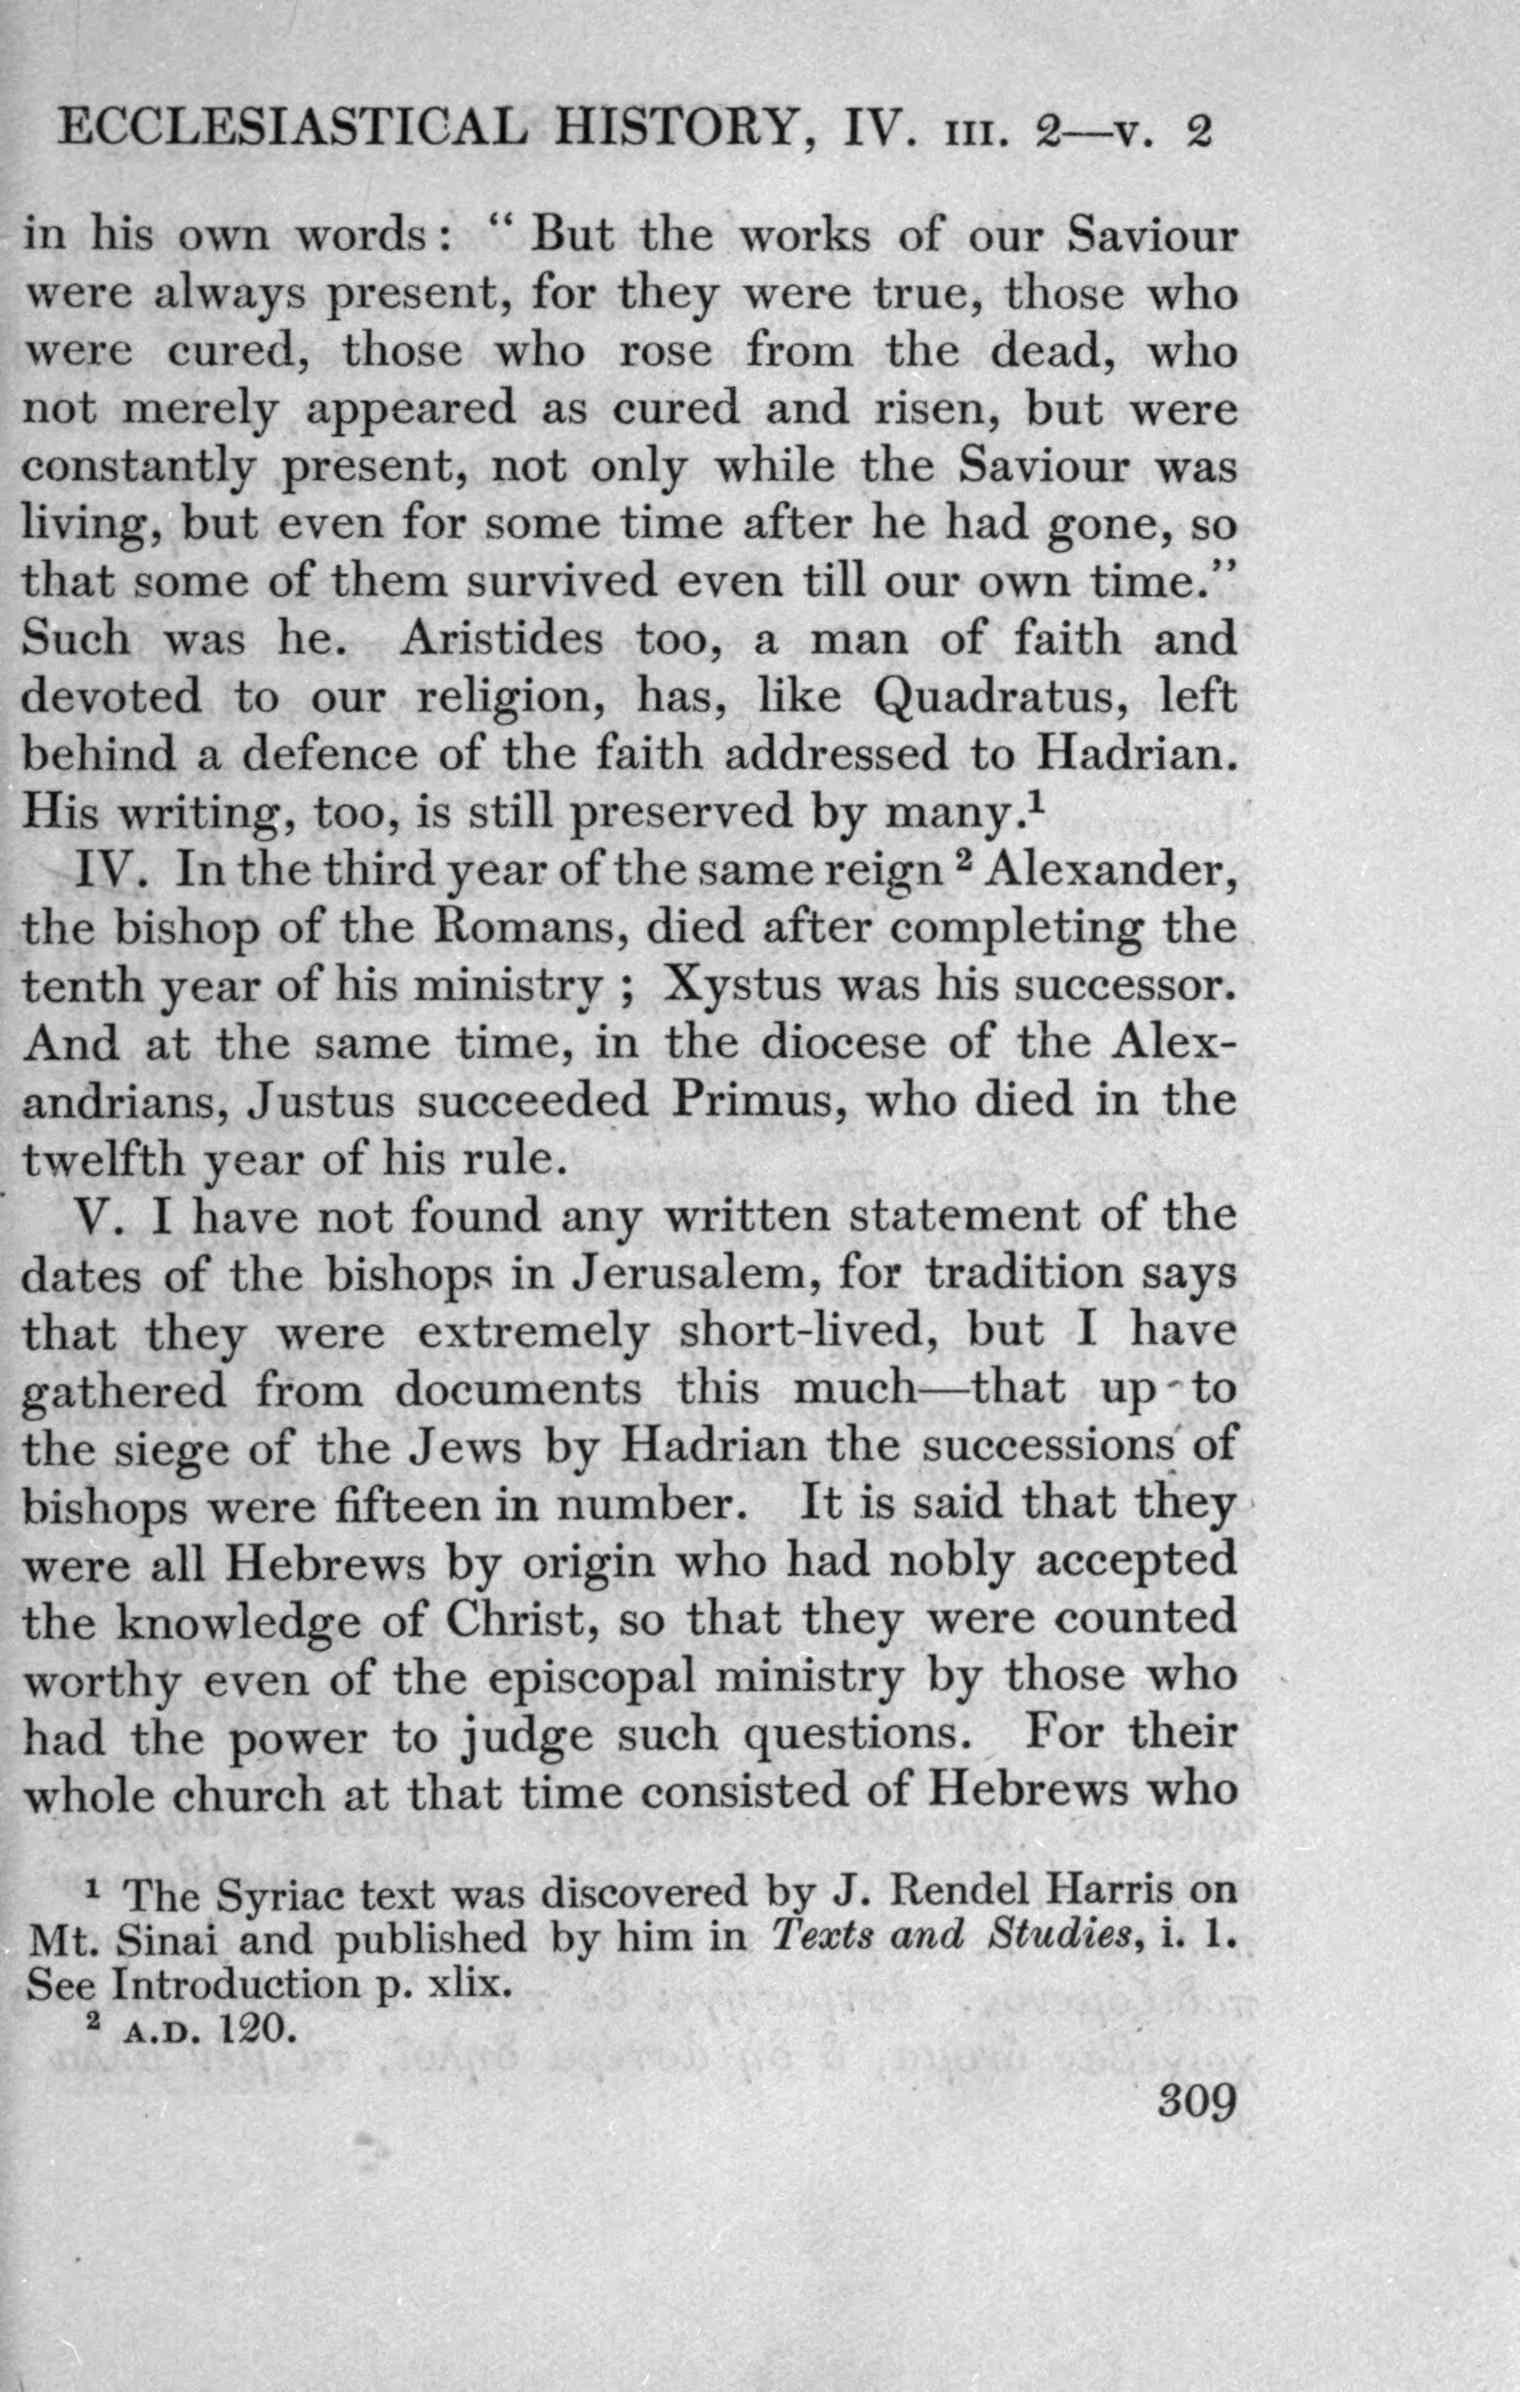 ECCLESIASTICAL HISTORY, IV. III. 2—V. 2
in his own words : “ But the works of our Saviour
were always present, for they were true, those who
were cured, those who rose from the dead, who
not merely appeared as cured and risen, but were
constantly present, not only while the Saviour was
living, but even for some time after he had gone, so
that some of them survived even till our own time.”
Such was he. Aristides too, a man of faith and
devoted to our religion, has, like Quadratus, left
behind a defence of the faith addressed to Hadrian.
His writing, too, is still preserved by many.¹
IV. In the third year of the same reign ² Alexander,
the bishop of the Romans, died after completing the
tenth year of his ministry ; Xystus was his successor.
And at the same time, in the diocese of the Alex-
andrians, Justus succeeded Primus, who died in the
twelfth year of his rule.
V. I have not found any written statement of the
dates of the bishops in Jerusalem, for tradition says
that they were extremely short-lived, but I have
gathered from documents this much—that up to
the siege of the Jews by Hadrian the successions of
bishops were fifteen in number. It is said that they
were all Hebrews by origin who had nobly accepted
the knowledge of Christ, so that they were counted
worthy even of the episcopal ministry by those who
had the power to judge such questions. For their
whole church at that time consisted of Hebrews who
¹ The Syriac text was discovered by J. Rendel Harris on
Mt. Sinai and published by him in Texts and Studies, i. 1.
See Introduction p. xlix.
² A.D. 120.
309